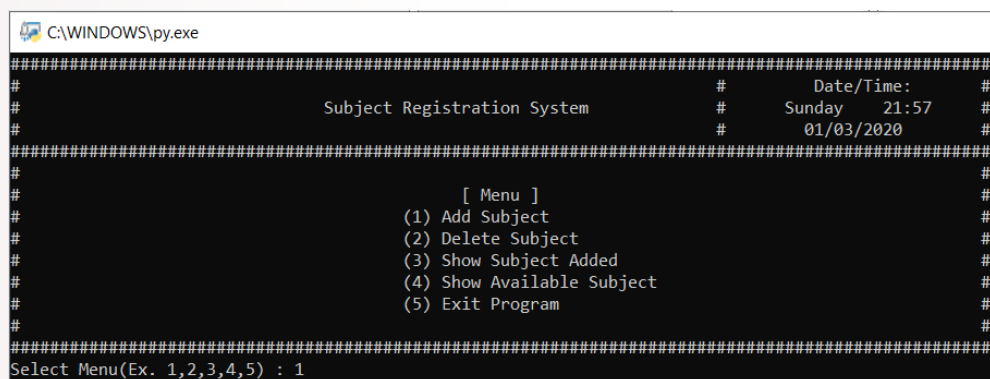 C:\WINDOWS\py.exe
####################################################################################################
# # Date/Time: #
# Subject Registration System # Sunday 21:57 #
# # 01/03/2020 #
####################################################################################################
# #
# [ Menu ] #
# (1) Add Subject #
# (2) Delete Subject #
# (3) Show Subject Added #
# (4) Show Available Subject #
# (5) Exit Program #
# #
####################################################################################################
Select Menu(Ex. 1,2,3,4,5) : 1